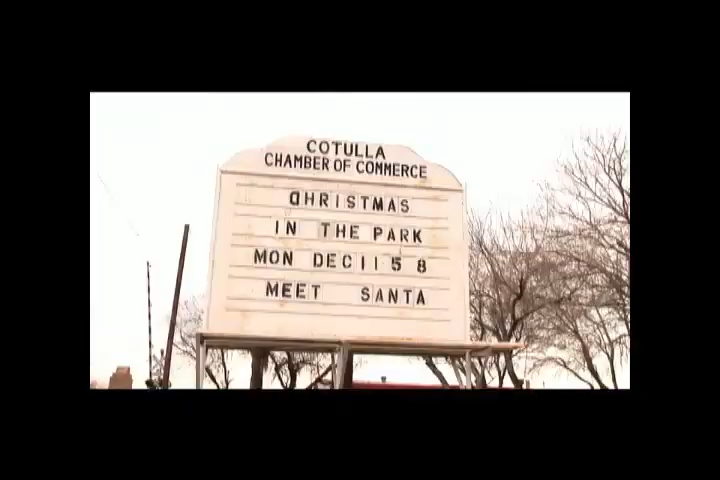 COTULLA
CHAMBER OF COMMERCE
CHRISTMAS
IN THE PARK
MON DEC 11 5 8
MEET SANTA